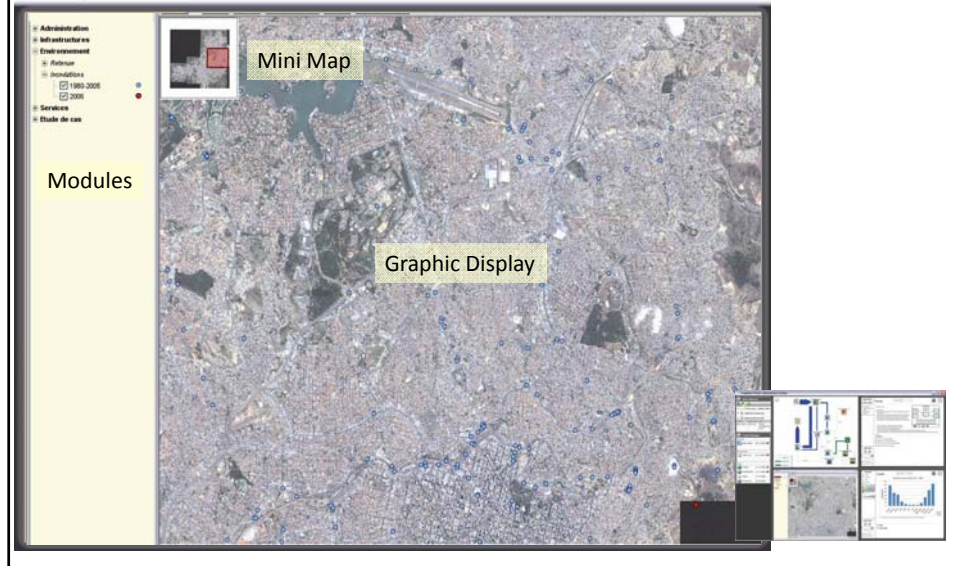 Administration
Infrastructures
Environnement
Retenue
Inondations
1980-2005
2006
Services
Etude de cas
Modules
Mini Map
Graphic Display